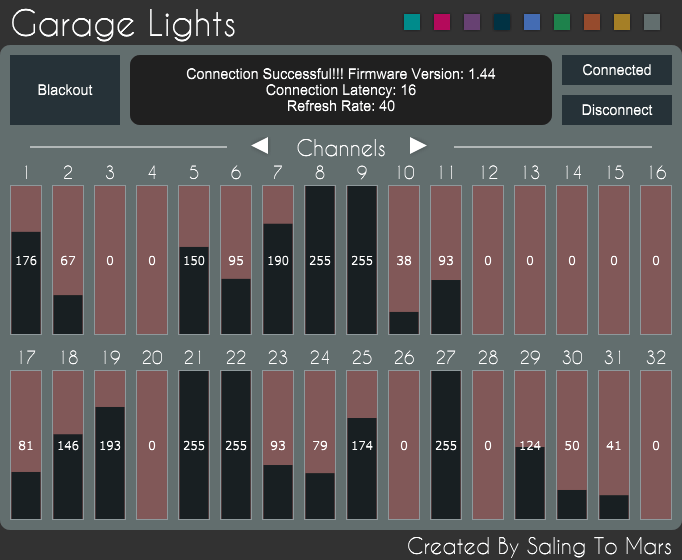 Garage Lights
Blackout
Connection Successful!!! Firmware Version: 1.44
Connection Latency: 16
Refresh Rate: 40
Connected
Disconnect
Channels
1 2 3 4 5 6 7 8 9 10 11 12 13 14 15 16
176 67 0 0 150 95 190 255 255 38 93 0 0 0 0 0
17 18 19 20 21 22 23 24 25 26 27 28 29 30 31 32
81 146 193 0 255 255 93 79 174 0 255 0 124 50 41 0
Created By Saling To Mars